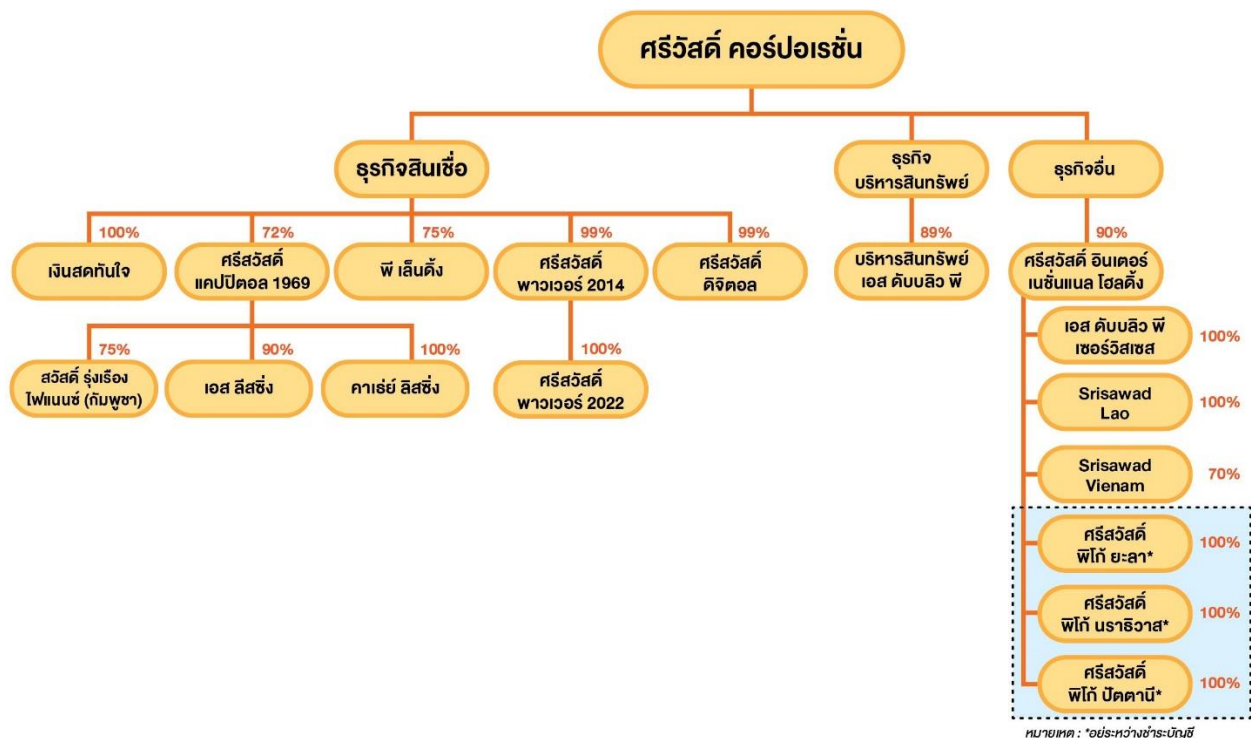 ศรีวัสดิ์ คอร์ปอเรชั่น
ธุรกิจสินเชื่อ
ธุรกิจ
บริหารสินทรัพย์
ธุรกิจอื่น
100%
เงินสดทันใจ
72%
ศรีสวัสดิ์
แคปปิตอล 1969
75%
พี เล็นดิ้ง
99%
ศรีสวัสดิ์
พาวเวอร์ 2014
99%
ศรีสวัสดิ์
ดิจิตอล
89%
บริหารสินทรัพย์
เอส ดับบลิว พี
90%
ศรีสวัสดิ์ อินเตอร์
เนชั่นแนล โฮลดิ้ง
75%
สวัสดิ์ รุ่งเรือง
ไฟแนนซ์ (กัมพูชา)
90%
เอส ลีสซิ่ง
100%
คาเธ่ย์ ลิสซิ่ง
100%
ศรีสวัสดิ์
พาวเวอร์ 2022
เอส ดับบลิว พี
เซอร์วิสเซส
100%
Srisawad
Lao
100%
Srisawad
Vienam
70%
ศรีสวัสดิ์
พิโก้ ยะลา*
100%
ศรีสวัสดิ์
พิโก้ นราธิวาส*
100%
ศรีสวัสดิ์
พิโก้ ปัตตานี*
100%
หมายเหตุ : *อยู่ระหว่างชำระบัญชี